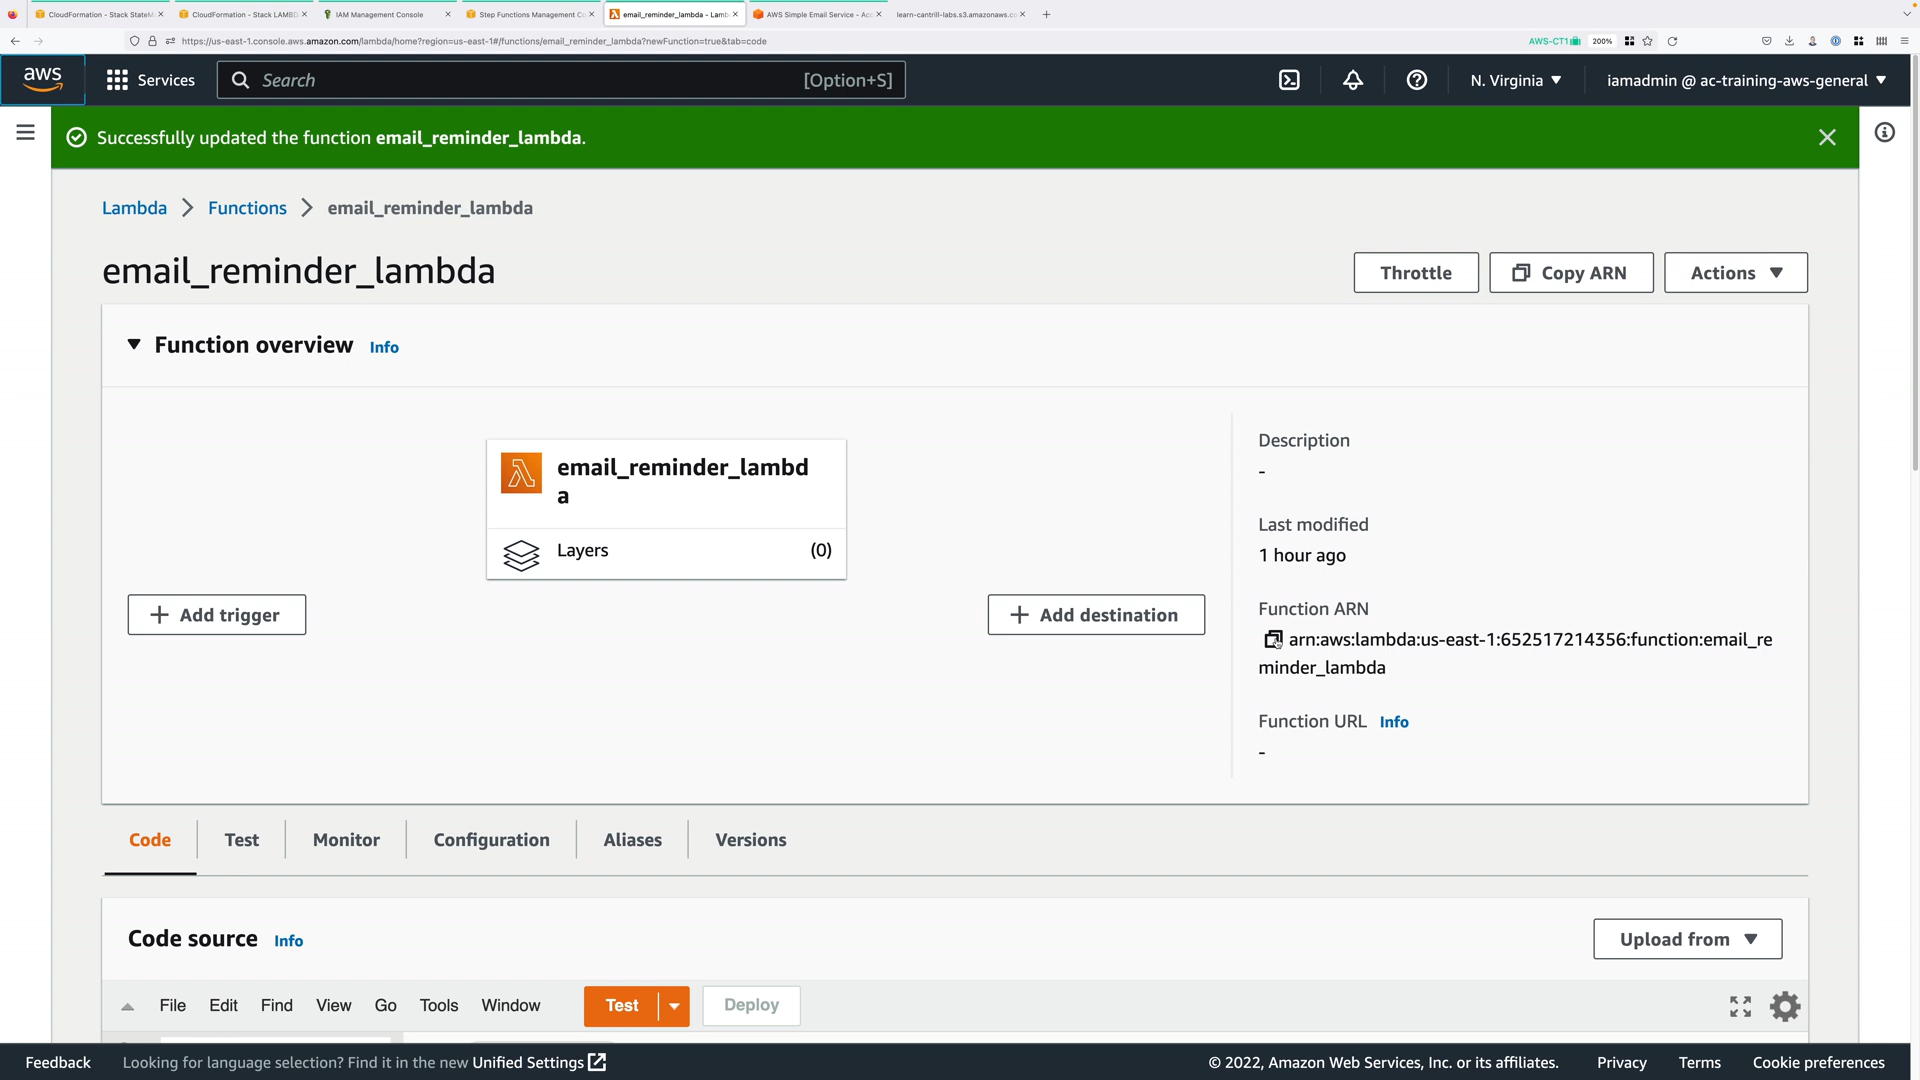 CloudFormation - Stack StateM
CloudFormation - Stack LAMBD
IAM Management Console
Step Functions Management Co
email_reminder_lambda - Lamb
AWS Simple Email Service - Acc
learn-cantrill-labs.s3.amazonaws.co
https://us-east-1.console.aws.amazon.com/lambda/home?region=us-east-1#/functions/email_reminder_lambda?newFunction=true&tab=code
AWS-CT1
200%
aws
Services
Search
[Option+S]
N. Virginia
iamadmin @ ac-training-aws-general
Successfully updated the function email_reminder_lambda.
Lambda
Functions
email_reminder_lambda
email_reminder_lambda
Throttle
Copy ARN
Actions
Function overview Info
email_reminder_lambd
a
Layers (0)
Add trigger
Add destination
Description
-
Last modified
1 hour ago
Function ARN
arn:aws:lambda:us-east-1:652517214356:function:email_re
minder_lambda
Function URL Info
-
Code
Test
Monitor
Configuration
Aliases
Versions
Code source Info
Upload from
File Edit Find View Go Tools Window
Test
Deploy
Feedback
Looking for language selection? Find it in the new Unified Settings
© 2022, Amazon Web Services, Inc. or its affiliates.
Privacy
Terms
Cookie preferences